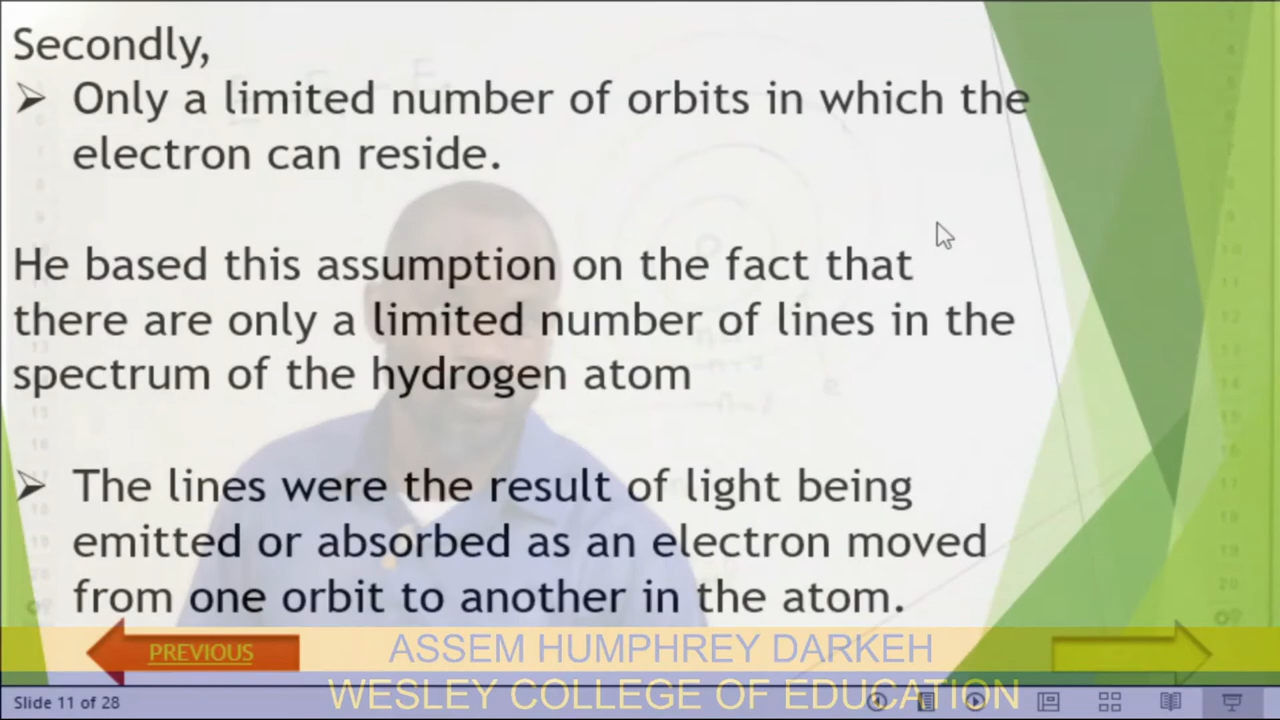 Secondly,
➢ Only a limited number of orbits in which the
electron can reside.
He based this assumption on the fact that
there are only a limited number of lines in the
spectrum of the hydrogen atom
➢ The lines were the result of light being
emitted or absorbed as an electron moved
from one orbit to another in the atom.
PREVIOUS
ASSEM HUMPHREY DARKEH
WESLEY COLLEGE OF EDUCATION
Slide 11 of 28